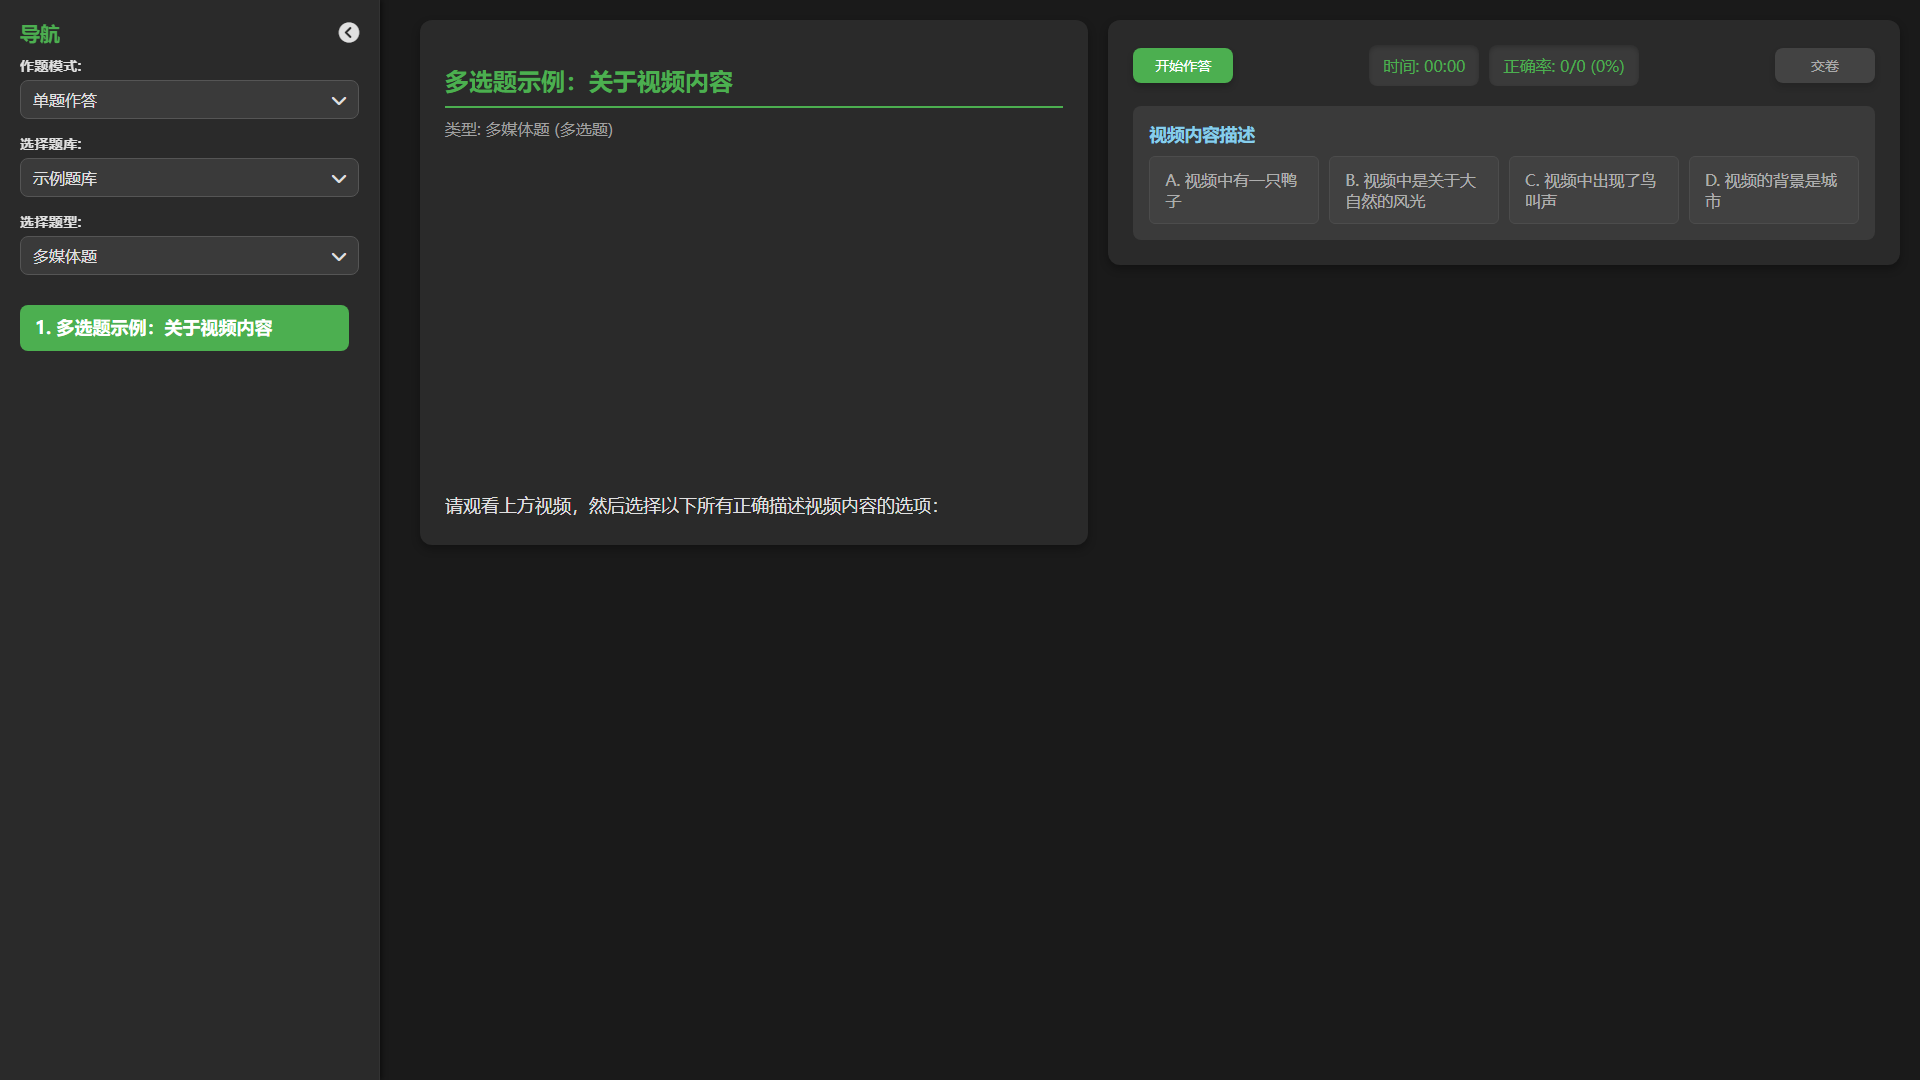 导航
作题模式:
单题作答
选择题库:
示例题库
选择题型:
多媒体题
1. 多选题示例：关于视频内容
多选题示例：关于视频内容
类型: 多媒体题 (多选题)
请观看上方视频，然后选择以下所有正确描述视频内容的选项：
开始作答
时间: 00:00
正确率: 0/0 (0%)
交卷
视频内容描述
A. 视频中有一只鸭
子
B. 视频中是关于大
自然的风光
C. 视频中出现了鸟
叫声
D. 视频的背景是城
市